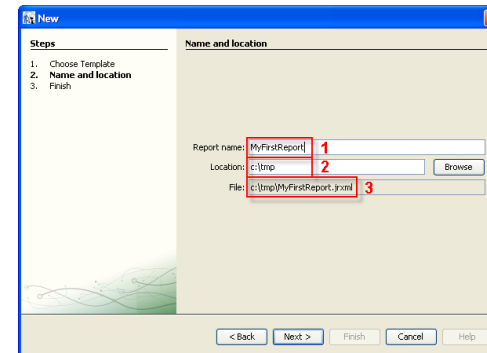 New
Steps
Name and location
1. Choose Template
2. Name and location
3. Finish
Report name: MyFirstReport 1
Location: c:\tmp 2 Browse
File: c:\tmp\MyFirstReport.jrxml 3
< Back Next > Finish Cancel Help